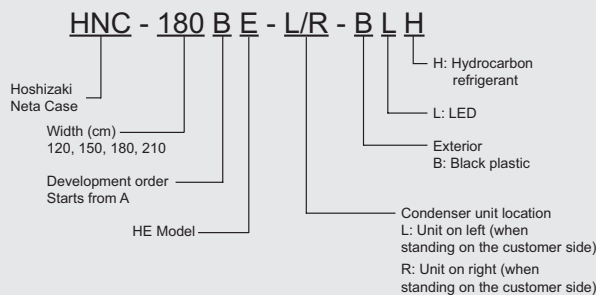 HNC - 180 B E - L/R - B L H
H: Hydrocarbon
refrigerant
Hoshizaki
Neta Case
L: LED
Width (cm)
120, 150, 180, 210
Exterior
B: Black plastic
Development order
Starts from A
HE Model
Condenser unit location
L: Unit on left (when
standing on the customer side)
R: Unit on right (when
standing on the customer side)